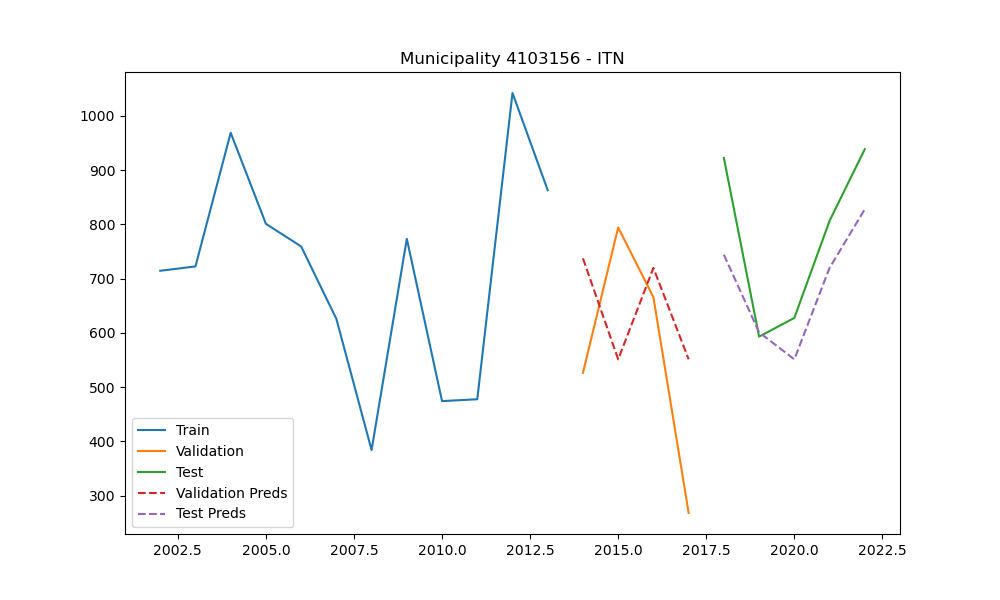 Municipality 4103156 - ITN
1000
900
800
700
600
500
400
300
Train
Validation
Test
Validation Preds
Test Preds
2002.5 2005.0 2007.5 2010.0 2012.5 2015.0 2017.5 2020.0 2022.5